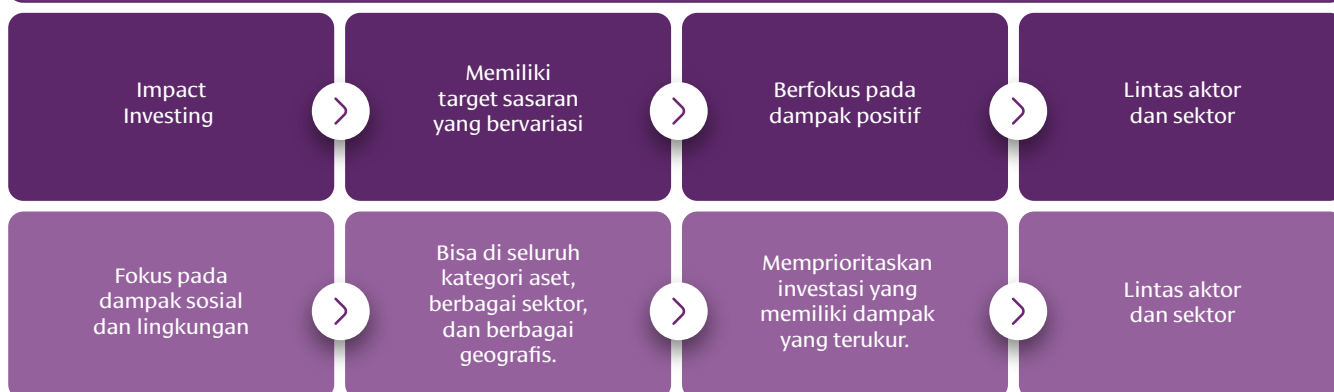 Impact
Investing
Memiliki
target sasaran
yang bervariasi
Berfokus pada
dampak positif
Lintas aktor
dan sektor
Fokus pada
dampak sosial
dan lingkungan
Bisa di seluruh
kategori aset,
berbagai sektor,
dan berbagai
geografis.
Memprioritaskan
investasi yang
memiliki dampak
yang terukur.
Lintas aktor
dan sektor